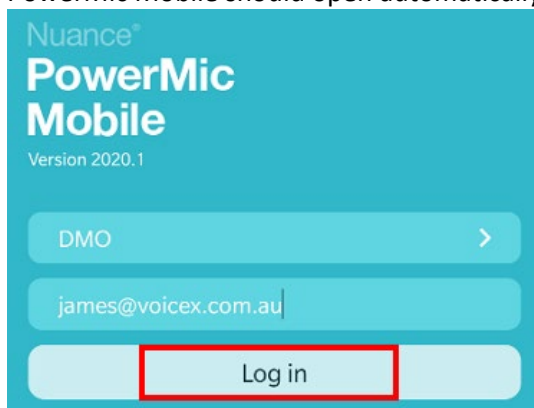 PowerMic Mobile should open automatically
Nuance®
PowerMic
Mobile
Version 2020.1
DMO
james@voicex.com.au
Log in